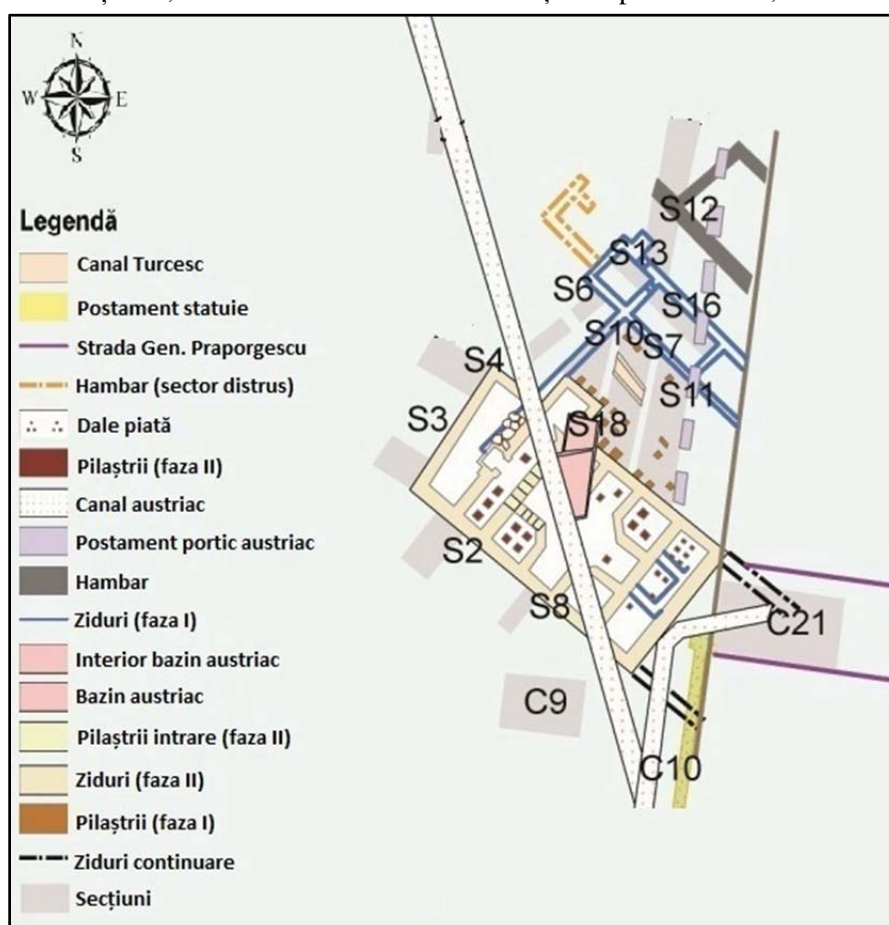 N
W E
S
Legendă
Canal Turcesc
Postament statuie
Strada Gen. Praporgescu
Hambar (sector distrus)
Dale piată
Pilaștrii (faza II)
Canal austriac
Postament portic austriac
Hambar
Ziduri (faza I)
Interior bazin austriac
Bazin austriac
Pilaștrii intrare (faza II)
Ziduri (faza II)
Pilaștrii (faza I)
Ziduri continuare
Secțiuni
S12
S13
S6
S16
S10
S7
S4
S11
S3
S18
S2
S8
C21
C9
C10